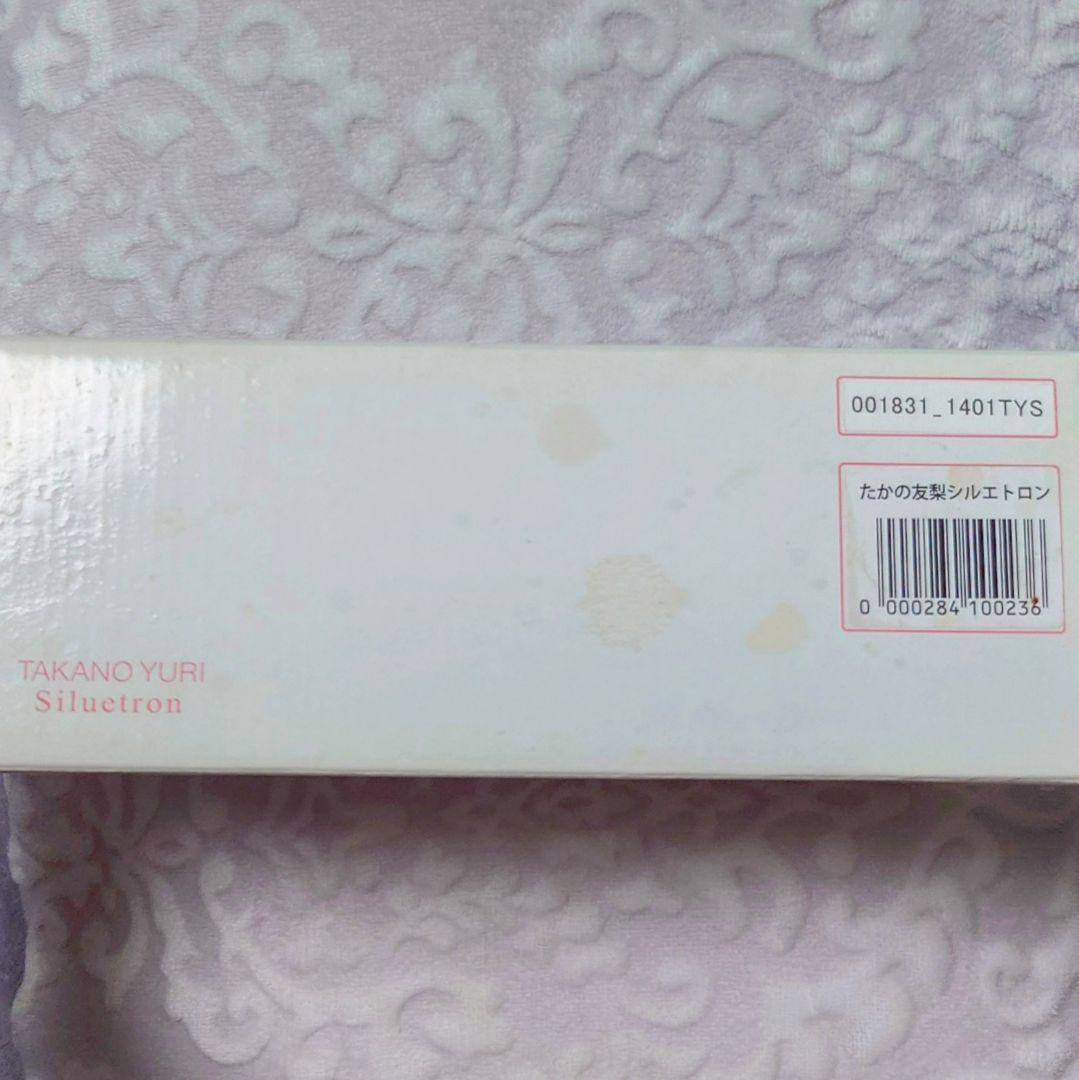 001831_1401TYS
たかの友梨シルエトロン
0 000284 100236
TAKANO YURI
Siluetron